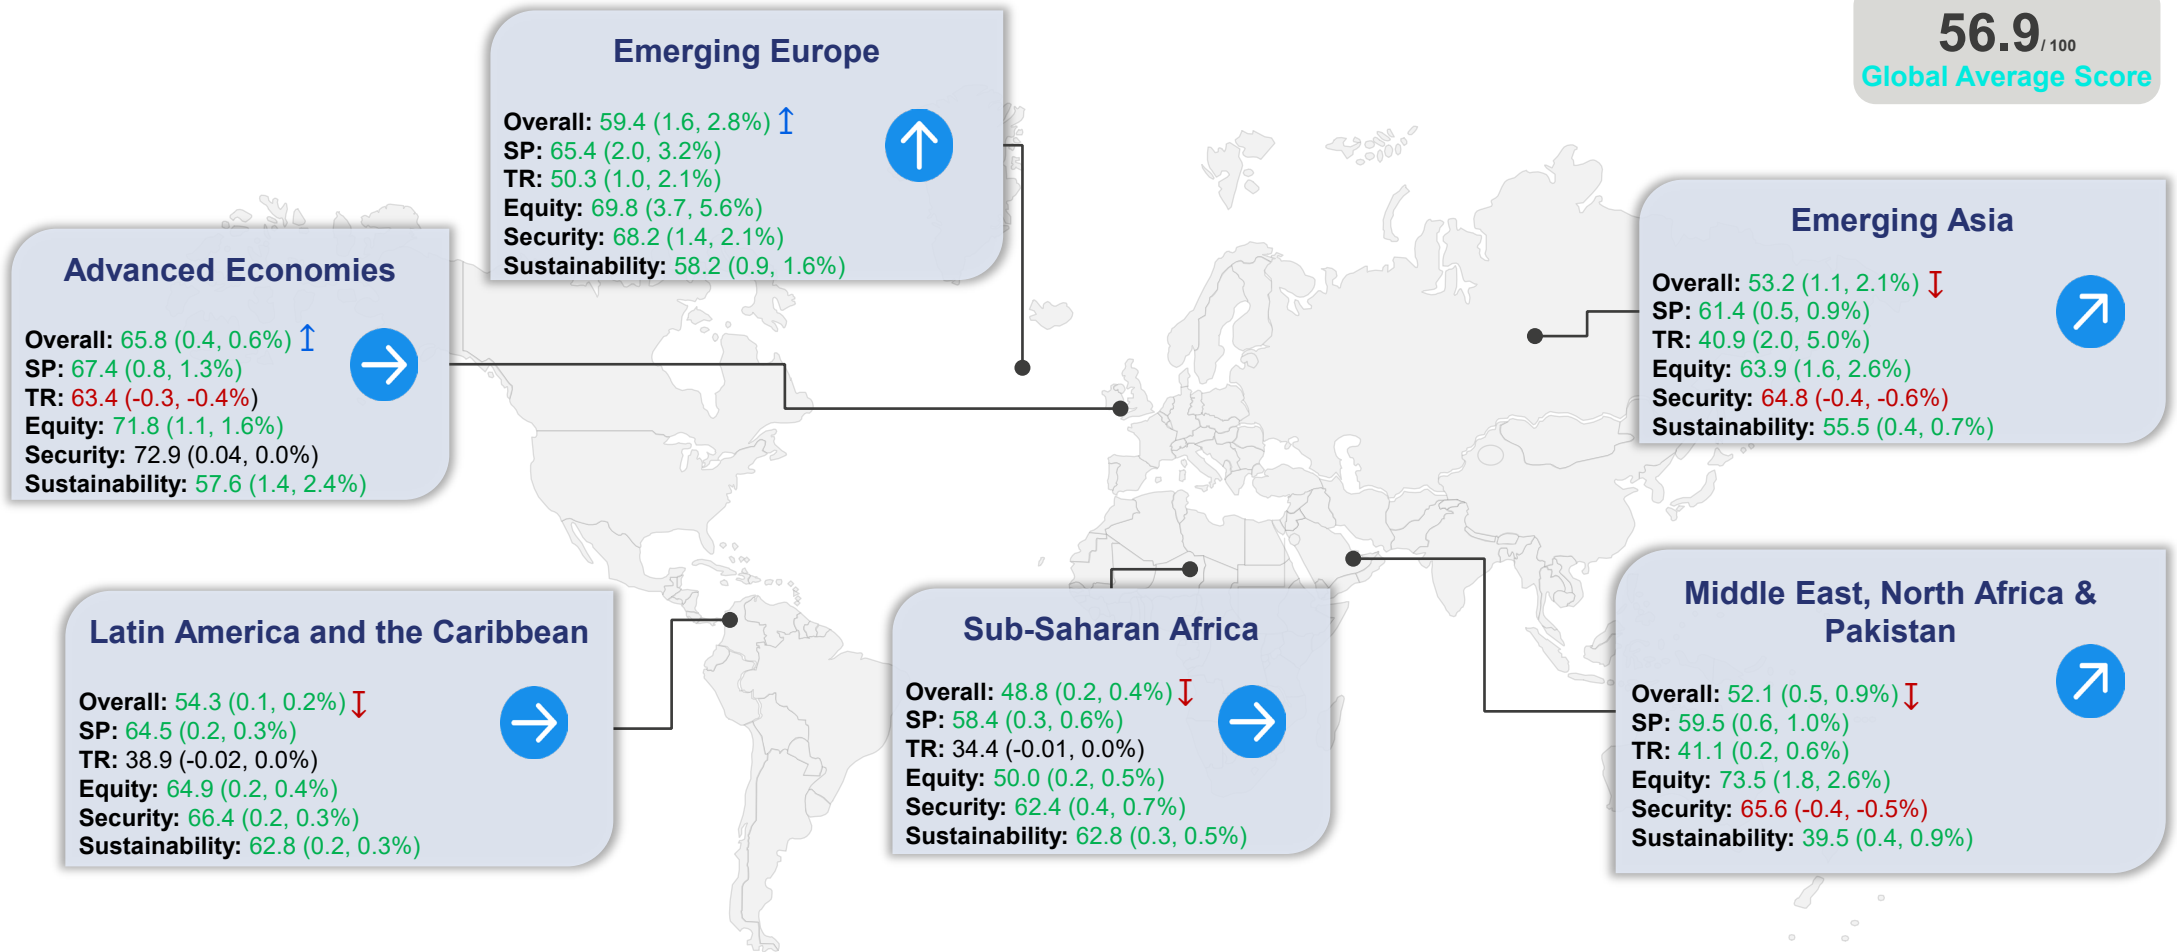 56.9/ 100
Global Average Score
Emerging Europe
Overall: 59.4 (1.6, 2.8%)
SP: 65.4 (2.0, 3.2%)
TR: 50.3 (1.0, 2.1%)
Equity: 69.8 (3.7, 5.6%)
Security: 68.2 (1.4, 2.1%)
Sustainability: 58.2 (0.9, 1.6%)
Advanced Economies
Overall: 65.8 (0.4, 0.6%)
SP: 67.4 (0.8, 1.3%)
TR: 63.4 (-0.3, -0.4%)
Equity: 71.8 (1.1, 1.6%)
Security: 72.9 (0.04, 0.0%)
Sustainability: 57.6 (1.4, 2.4%)
Emerging Asia
Overall: 53.2 (1.1, 2.1%)
SP: 61.4 (0.5, 0.9%)
TR: 40.9 (2.0, 5.0%)
Equity: 63.9 (1.6, 2.6%)
Security: 64.8 (-0.4, -0.6%)
Sustainability: 55.5 (0.4, 0.7%)
Latin America and the Caribbean
Overall: 54.3 (0.1, 0.2%)
SP: 64.5 (0.2, 0.3%)
TR: 38.9 (-0.02, 0.0%)
Equity: 64.9 (0.2, 0.4%)
Security: 66.4 (0.2, 0.3%)
Sustainability: 62.8 (0.2, 0.3%)
Sub-Saharan Africa
Overall: 48.8 (0.2, 0.4%)
SP: 58.4 (0.3, 0.6%)
TR: 34.4 (-0.01, 0.0%)
Equity: 50.0 (0.2, 0.5%)
Security: 62.4 (0.4, 0.7%)
Sustainability: 62.8 (0.3, 0.5%)
Middle East, North Africa &
Pakistan
Overall: 52.1 (0.5, 0.9%)
SP: 59.5 (0.6, 1.0%)
TR: 41.1 (0.2, 0.6%)
Equity: 73.5 (1.8, 2.6%)
Security: 65.6 (-0.4, -0.5%)
Sustainability: 39.5 (0.4, 0.9%)